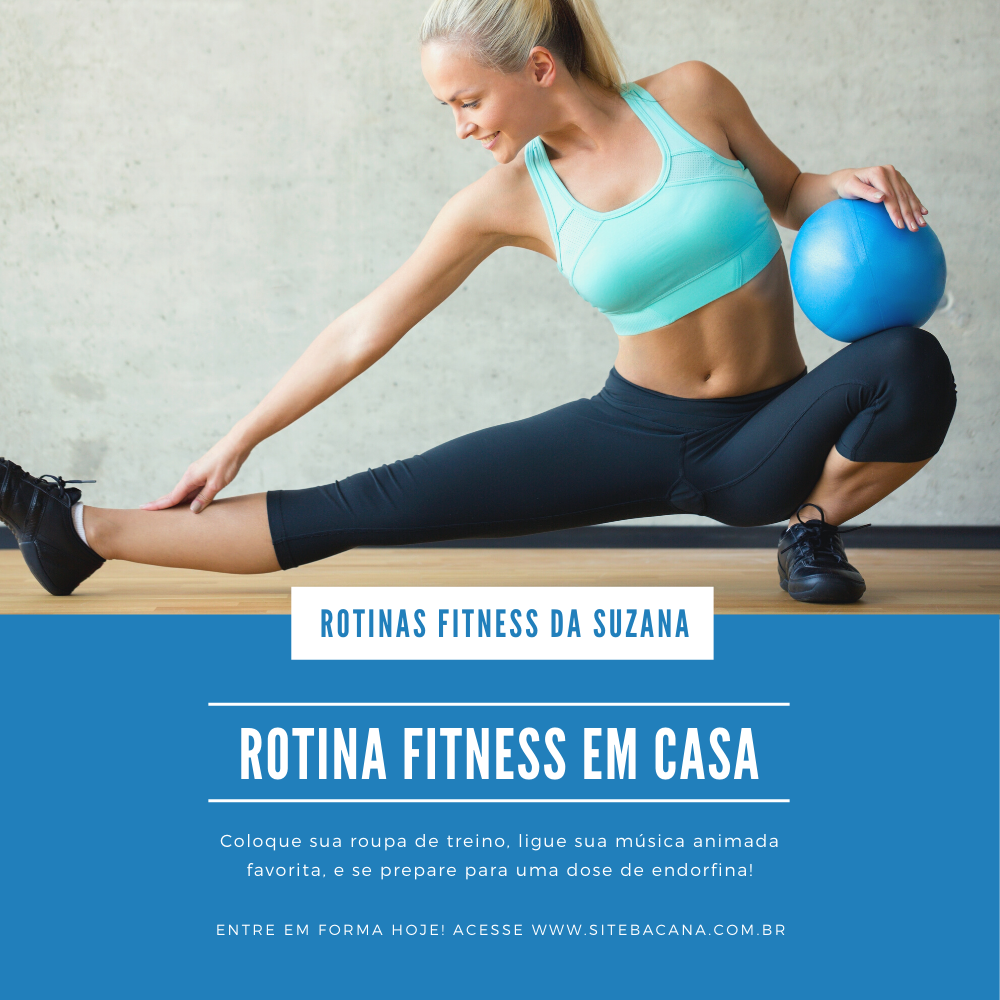 ROTINAS FITNESS DA SUZANA
ROTINA FITNESS EM CASA
Coloque sua roupa de treino, ligue sua música animada
favorita, e se prepare para uma dose de endorfina!
ENTRE EM FORMA HOJE! ACESSE WWW.SITEBACANA.COM.BR